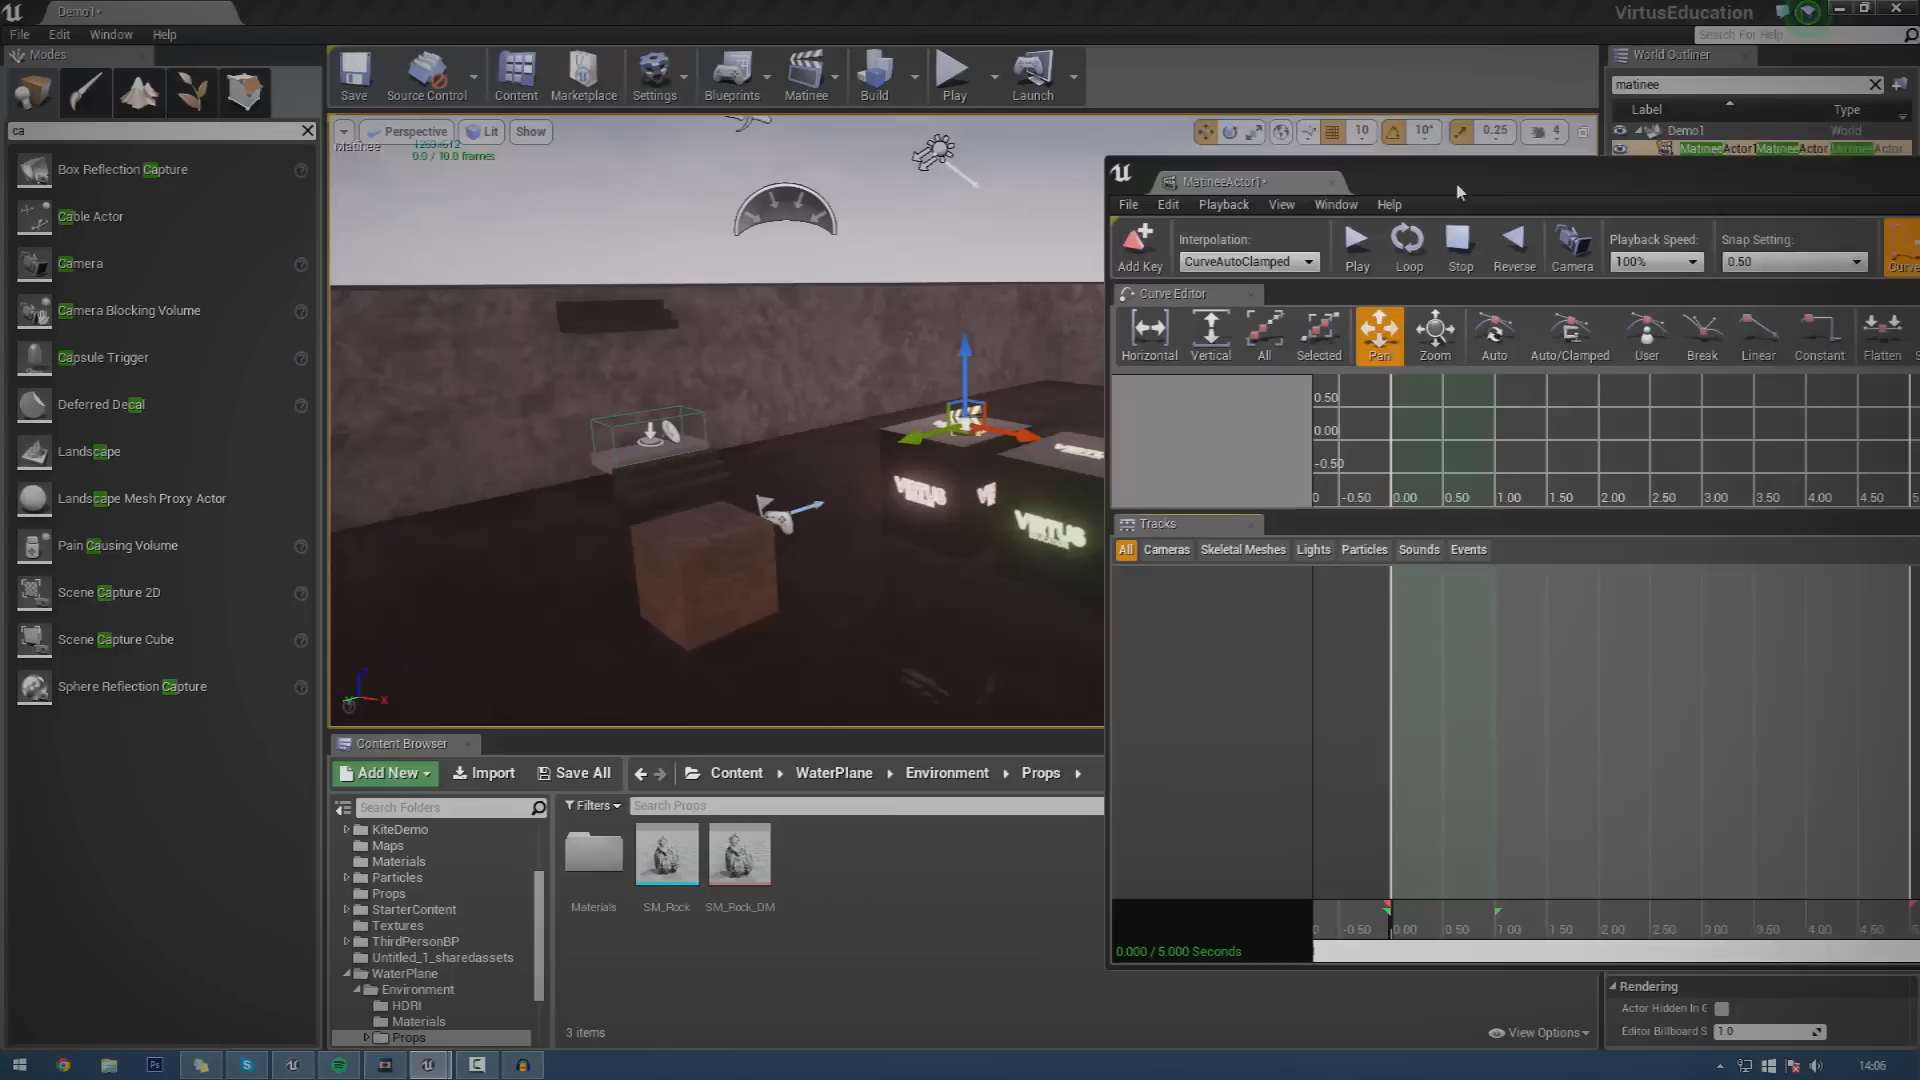 Demo1*
VirtusEducation
File Edit Window Help
Search For Help
Modes
World Outliner
Save Source Control Content Marketplace Settings Blueprints Matinee Build Play Launch
matinee
Label Type
ca
Perspective Lit Show
10 10° 0.25 4
Demo1 World
Matinee
0.0 / 10.0 frames
MatineeActor1 MatineeActor MatineeActor
Box Reflection Capture
Cable Actor
Camera
Camera Blocking Volume
Capsule Trigger
Deferred Decal
Landscape
Landscape Mesh Proxy Actor
Pain Causing Volume
Scene Capture 2D
Scene Capture Cube
Sphere Reflection Capture
VIRTUS
VIRTUS
MatineeActor1*
File Edit Playback View Window Help
Add Key
Interpolation:
CurveAutoClamped
Play Loop Stop Reverse Camera
Playback Speed:
100%
Snap Setting:
0.50
Curve Editor
Horizontal Vertical All Selected Pan Zoom Auto Auto/Clamped User Break Linear Constant Flatten
0.50
0.00
-0.50
0 -0.50 0.00 0.50 1.00 1.50 2.00 2.50 3.00 3.50 4.00 4.50
Tracks
All Cameras Skeletal Meshes Lights Particles Sounds Events
0 -0.50 0.00 0.50 1.00 1.50 2.00 2.50 3.00 3.50 4.00 4.50
0.000 / 5.000 Seconds
Content Browser
Add New Import Save All Content WaterPlane Environment Props
Search Folders
Filters
Search Props
KiteDemo
Maps
Materials
Particles
Props
StarterContent
Textures
ThirdPersonBP
Untitled_1_sharedassets
WaterPlane
Environment
HDRI
Materials
Props
Materials SM_Rock SM_Rock_DM
3 items
View Options
Rendering
Actor Hidden In G
Editor Billboard S 1.0
14:06